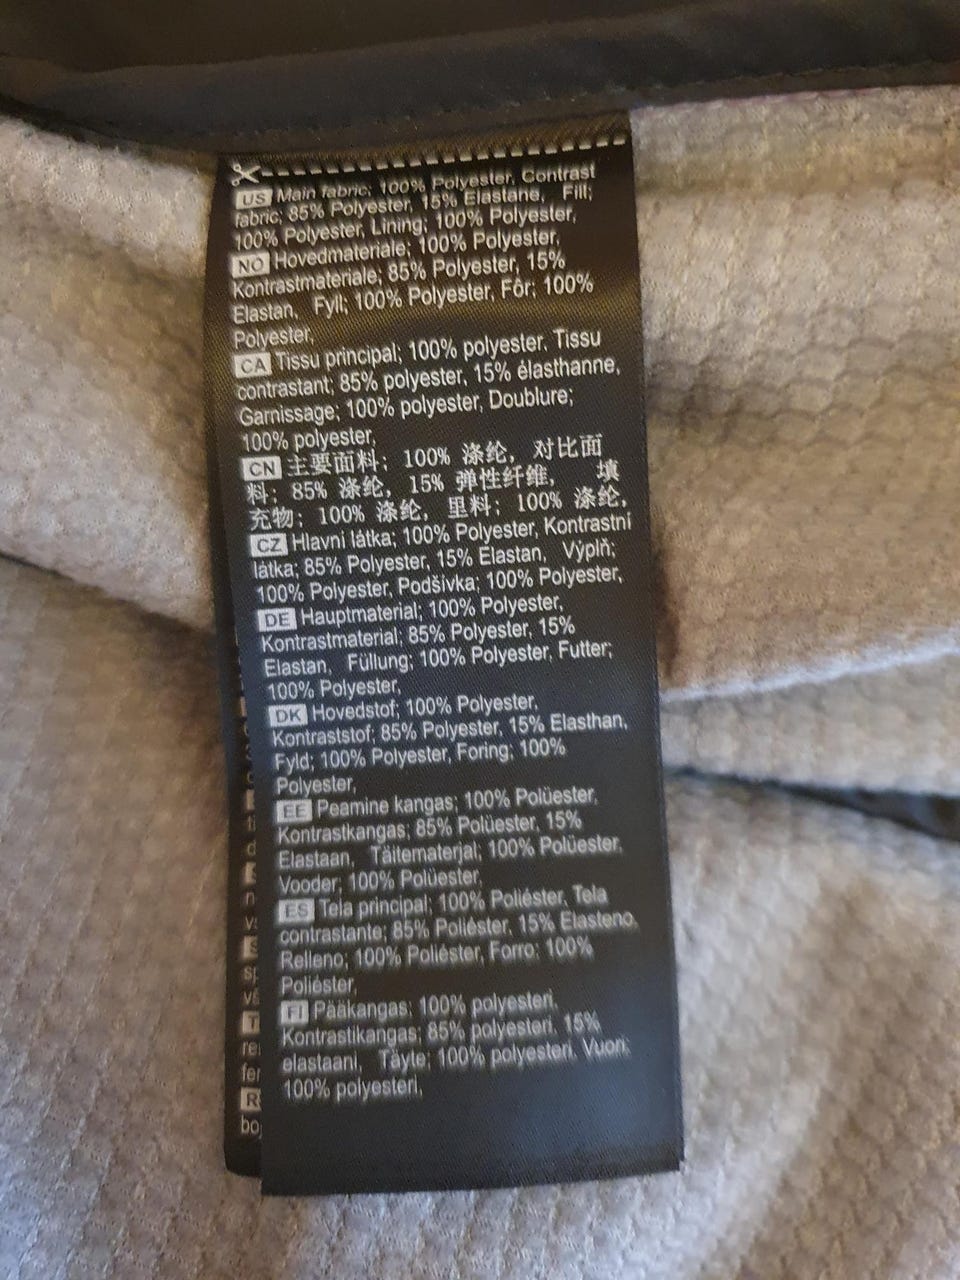 US Main fabric; 100% Polyester, Contrast
fabric; 85% Polyester, 15% Elastane, Fill;
100% Polyester, Lining; 100% Polyester,
NO Hovedmateriale; 100% Polyester,
Kontrastmateriale; 85% Polyester, 15%
Elastan, Fyll; 100% Polyester, Fôr; 100%
Polyester,
CA Tissu principal; 100% polyester. Tissu
contrastant; 85% polyester, 15% élasthanne,
Garnissage; 100% polyester, Doublure;
100% polyester,
CN 主要面料; 100% 涤纶, 对比面
料; 85% 涤纶, 15% 弹性纤维, 填
充物; 100% 涤纶, 里料; 100% 涤纶,
CZ Hlavní látka; 100% Polyester, Kontrastní
látka; 85% Polyester, 15% Elastan, Výplň;
100% Polyester, Podšívka; 100% Polyester,
DE Hauptmaterial; 100% Polyester,
Kontrastmaterial; 85% Polyester, 15%
Elastan, Füllung; 100% Polyester, Futter;
100% Polyester,
DK Hovedstof; 100% Polyester,
Kontraststof; 85% Polyester, 15% Elasthan,
Fyld; 100% Polyester, Foring; 100%
Polyester,
EE Peamine kangas; 100% Polüester,
Kontrastkangas; 85% Polüester, 15%
Elastaan, Täitematerjal; 100% Polüester,
Vooder; 100% Polüester,
ES Tela principal; 100% Poliéster, Tela
contrastante; 85% Poliéster, 15% Elasteno,
Relleno; 100% Poliéster, Forro; 100%
Poliéster,
FI Pääkangas; 100% polyesteri,
Kontrastikangas; 85% polyesteri, 15%
elastaani, Täyte; 100% polyesteri, Vuori;
100% polyesteri,